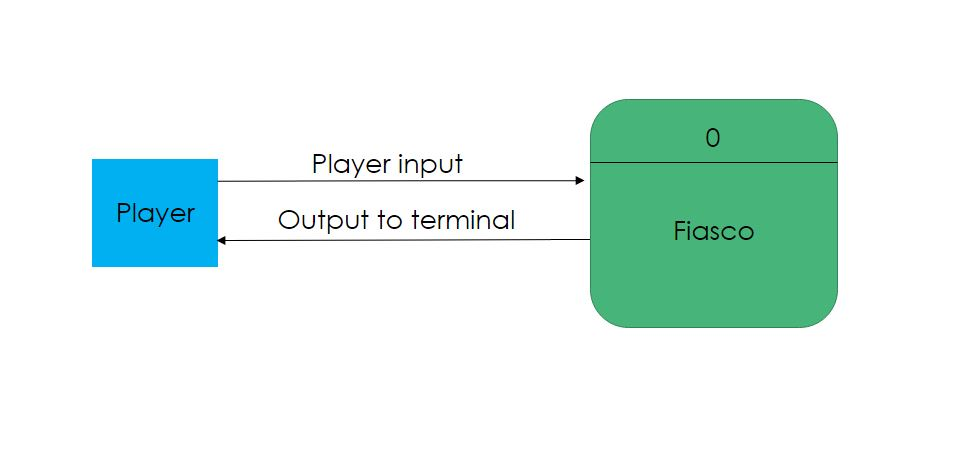 0
Player input
Player
Output to terminal
Fiasco